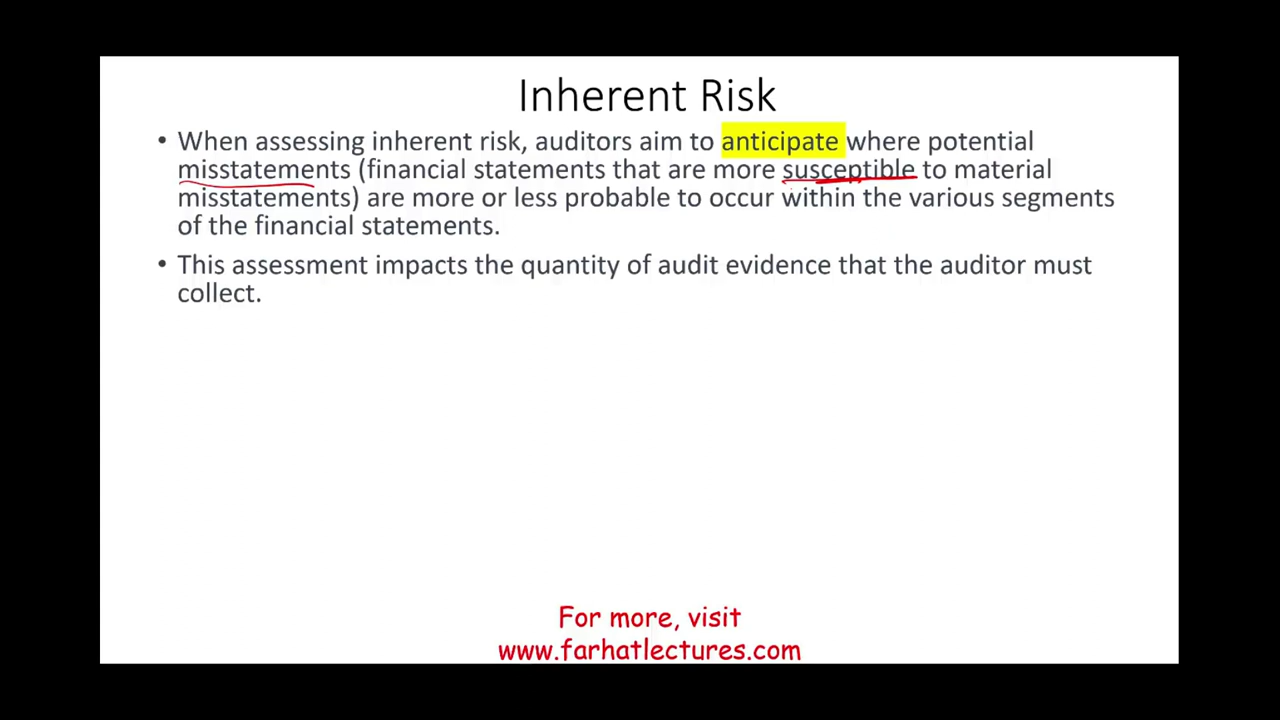 Inherent Risk
• When assessing inherent risk, auditors aim to anticipate where potential
misstatements (financial statements that are more susceptible to material
misstatements) are more or less probable to occur within the various segments
of the financial statements.
• This assessment impacts the quantity of audit evidence that the auditor must
collect.
For more, visit
www.farhatlectures.com